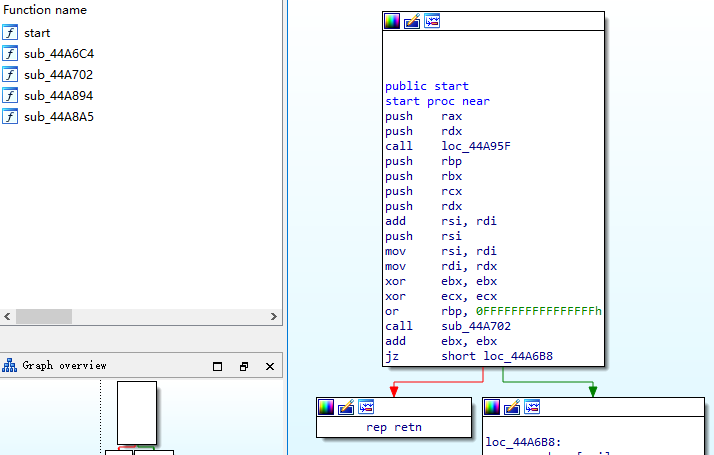 Function name
start
sub_44A6C4
sub_44A702
sub_44A894
sub_44A8A5
Graph overview
public start
start proc near
push rax
push rdx
call loc_44A95F
push rbp
push rbx
push rcx
push rdx
add rsi, rdi
push rsi
mov rsi, rdi
mov rdi, rdx
xor ebx, ebx
xor ecx, ecx
or rbp, 0FFFFFFFFFFFFFFFFh
call sub_44A702
add ebx, ebx
jz short loc_44A6B8
rep retn
loc_44A6B8: